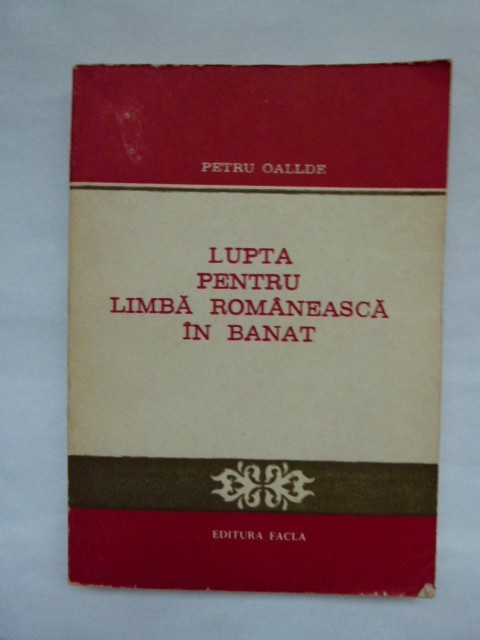 PETRU OALLDE
LUPTA
PENTRU
LIMBĂ ROMÂNEASCĂ
ÎN BANAT
EDITURA FACLA